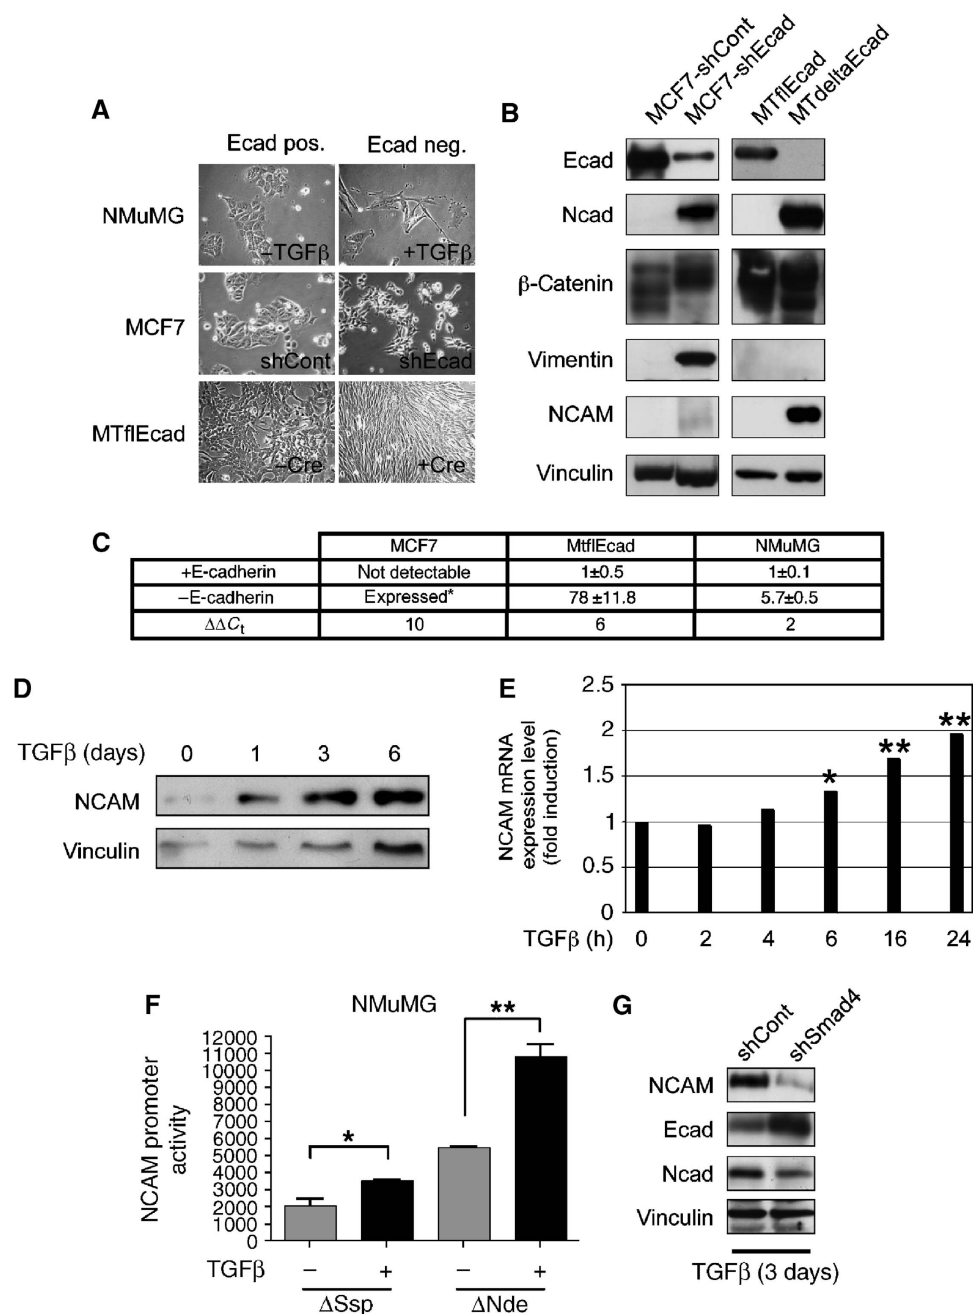 A
Ecad pos. Ecad neg.
NMuMG
–TGFβ
+TGFβ
MCF7
shCont
shEcad
MTflEcad
–Cre
+Cre
B
MCF7-shCont
MCF7-shEcad
MTflEcad
MTdeltaEcad
Ecad
Ncad
β-Catenin
Vimentin
NCAM
Vinculin
C
MCF7 MtflEcad NMuMG
+E-cadherin Not detectable 1±0.5 1±0.1
–E-cadherin Expressed* 78 ±11.8 5.7±0.5
ΔΔCt 10 6 2
D
TGFβ (days) 0 1 3 6
NCAM
Vinculin
E
NCAM mRNA
expression level
(fold induction)
2.5
2
1.5
1
0.5
0
* ** **
TGFβ (h) 0 2 4 6 16 24
F
NMuMG
NCAM promoter
activity
12000
11000
10000
9000
8000
7000
6000
5000
4000
3000
2000
1000
0
* **
TGFβ – + – +
ΔSsp ΔNde
G
shCont
shSmad4
NCAM
Ecad
Ncad
Vinculin
TGFβ (3 days)